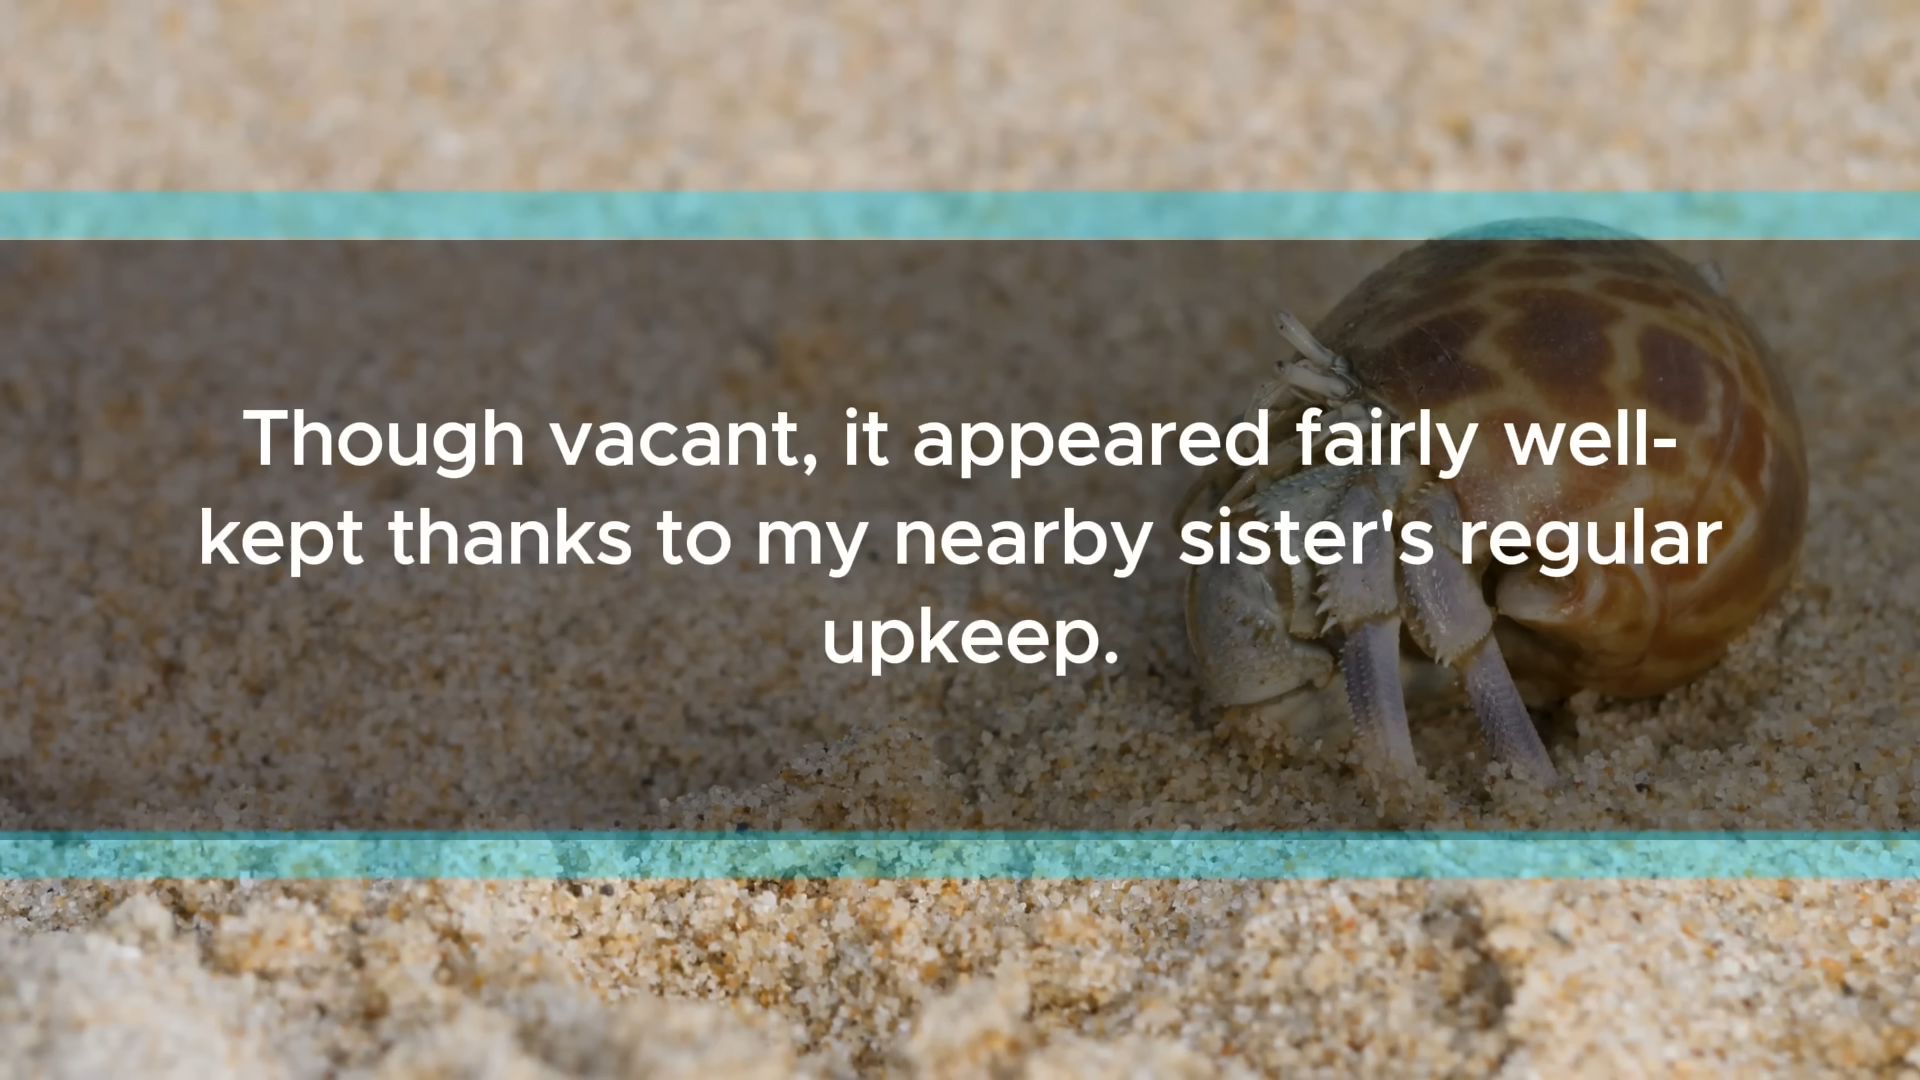 Though vacant, it appeared fairly well-
kept thanks to my nearby sister's regular
upkeep.